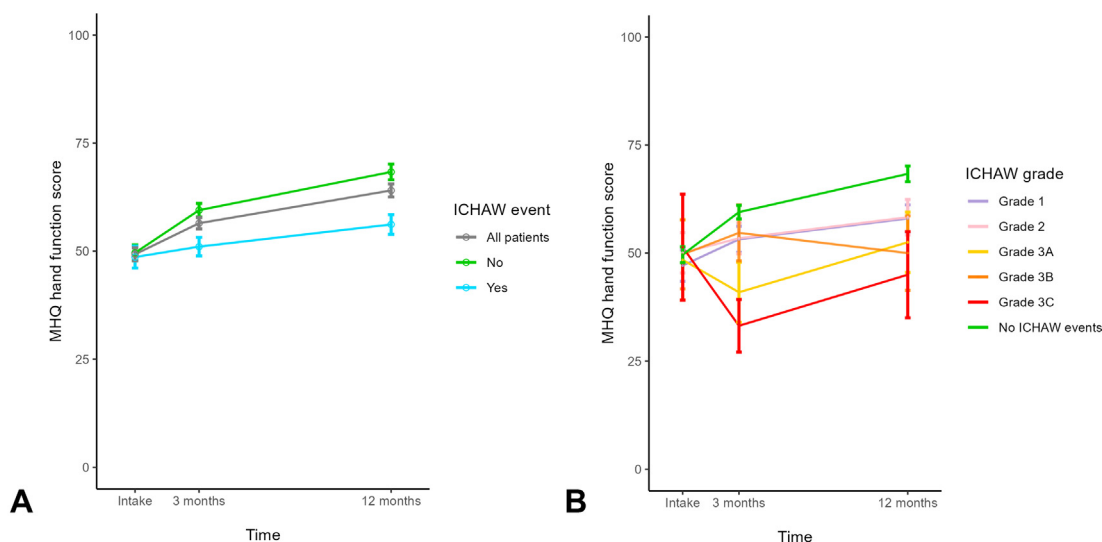 100
75
50
25
0
MHQ hand function score
Intake
3 months
12 months
Time
ICHAW event
All patients
No
Yes
A
100
75
50
25
0
MHQ hand function score
Intake
3 months
12 months
Time
ICHAW grade
Grade 1
Grade 2
Grade 3A
Grade 3B
Grade 3C
No ICHAW events
B